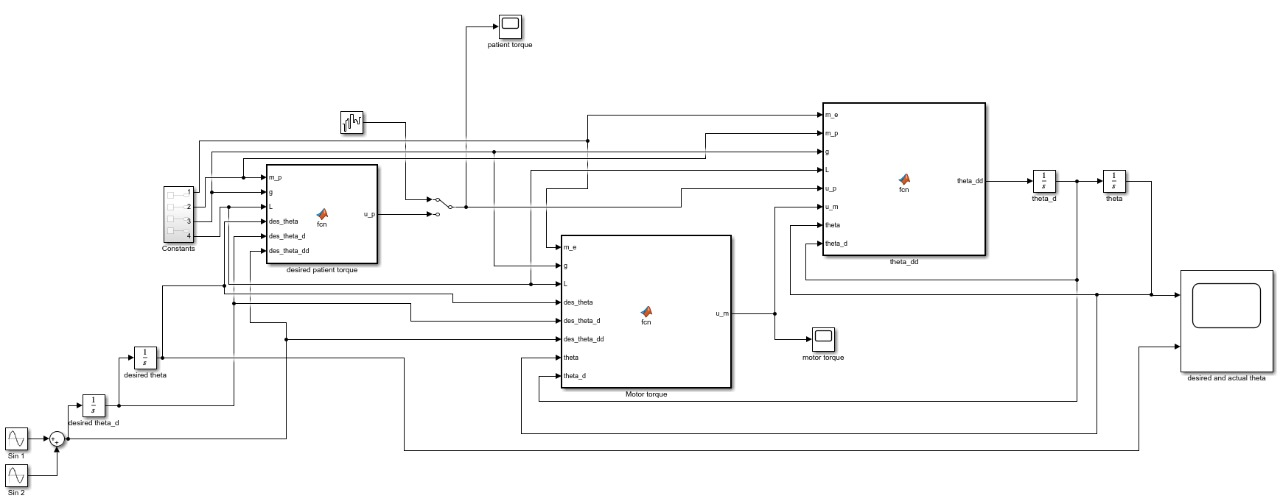 patient torque
m_e
m_p
g
L
u_p
u_m
theta
theta_d
fcn
theta_dd
theta_dd
1
s
theta_d
1
s
theta
1
2
3
4
Constants
m_p
g
L
des_theta
des_theta_d
des_theta_dd
fcn
u_p
desired patient torque
m_e
g
L
des_theta
des_theta_d
des_theta_dd
theta
theta_d
fcn
u_m
Motor torque
motor torque
desired and actual theta
1
s
desired theta
1
s
desired theta_d
Sin 1
Sin 2